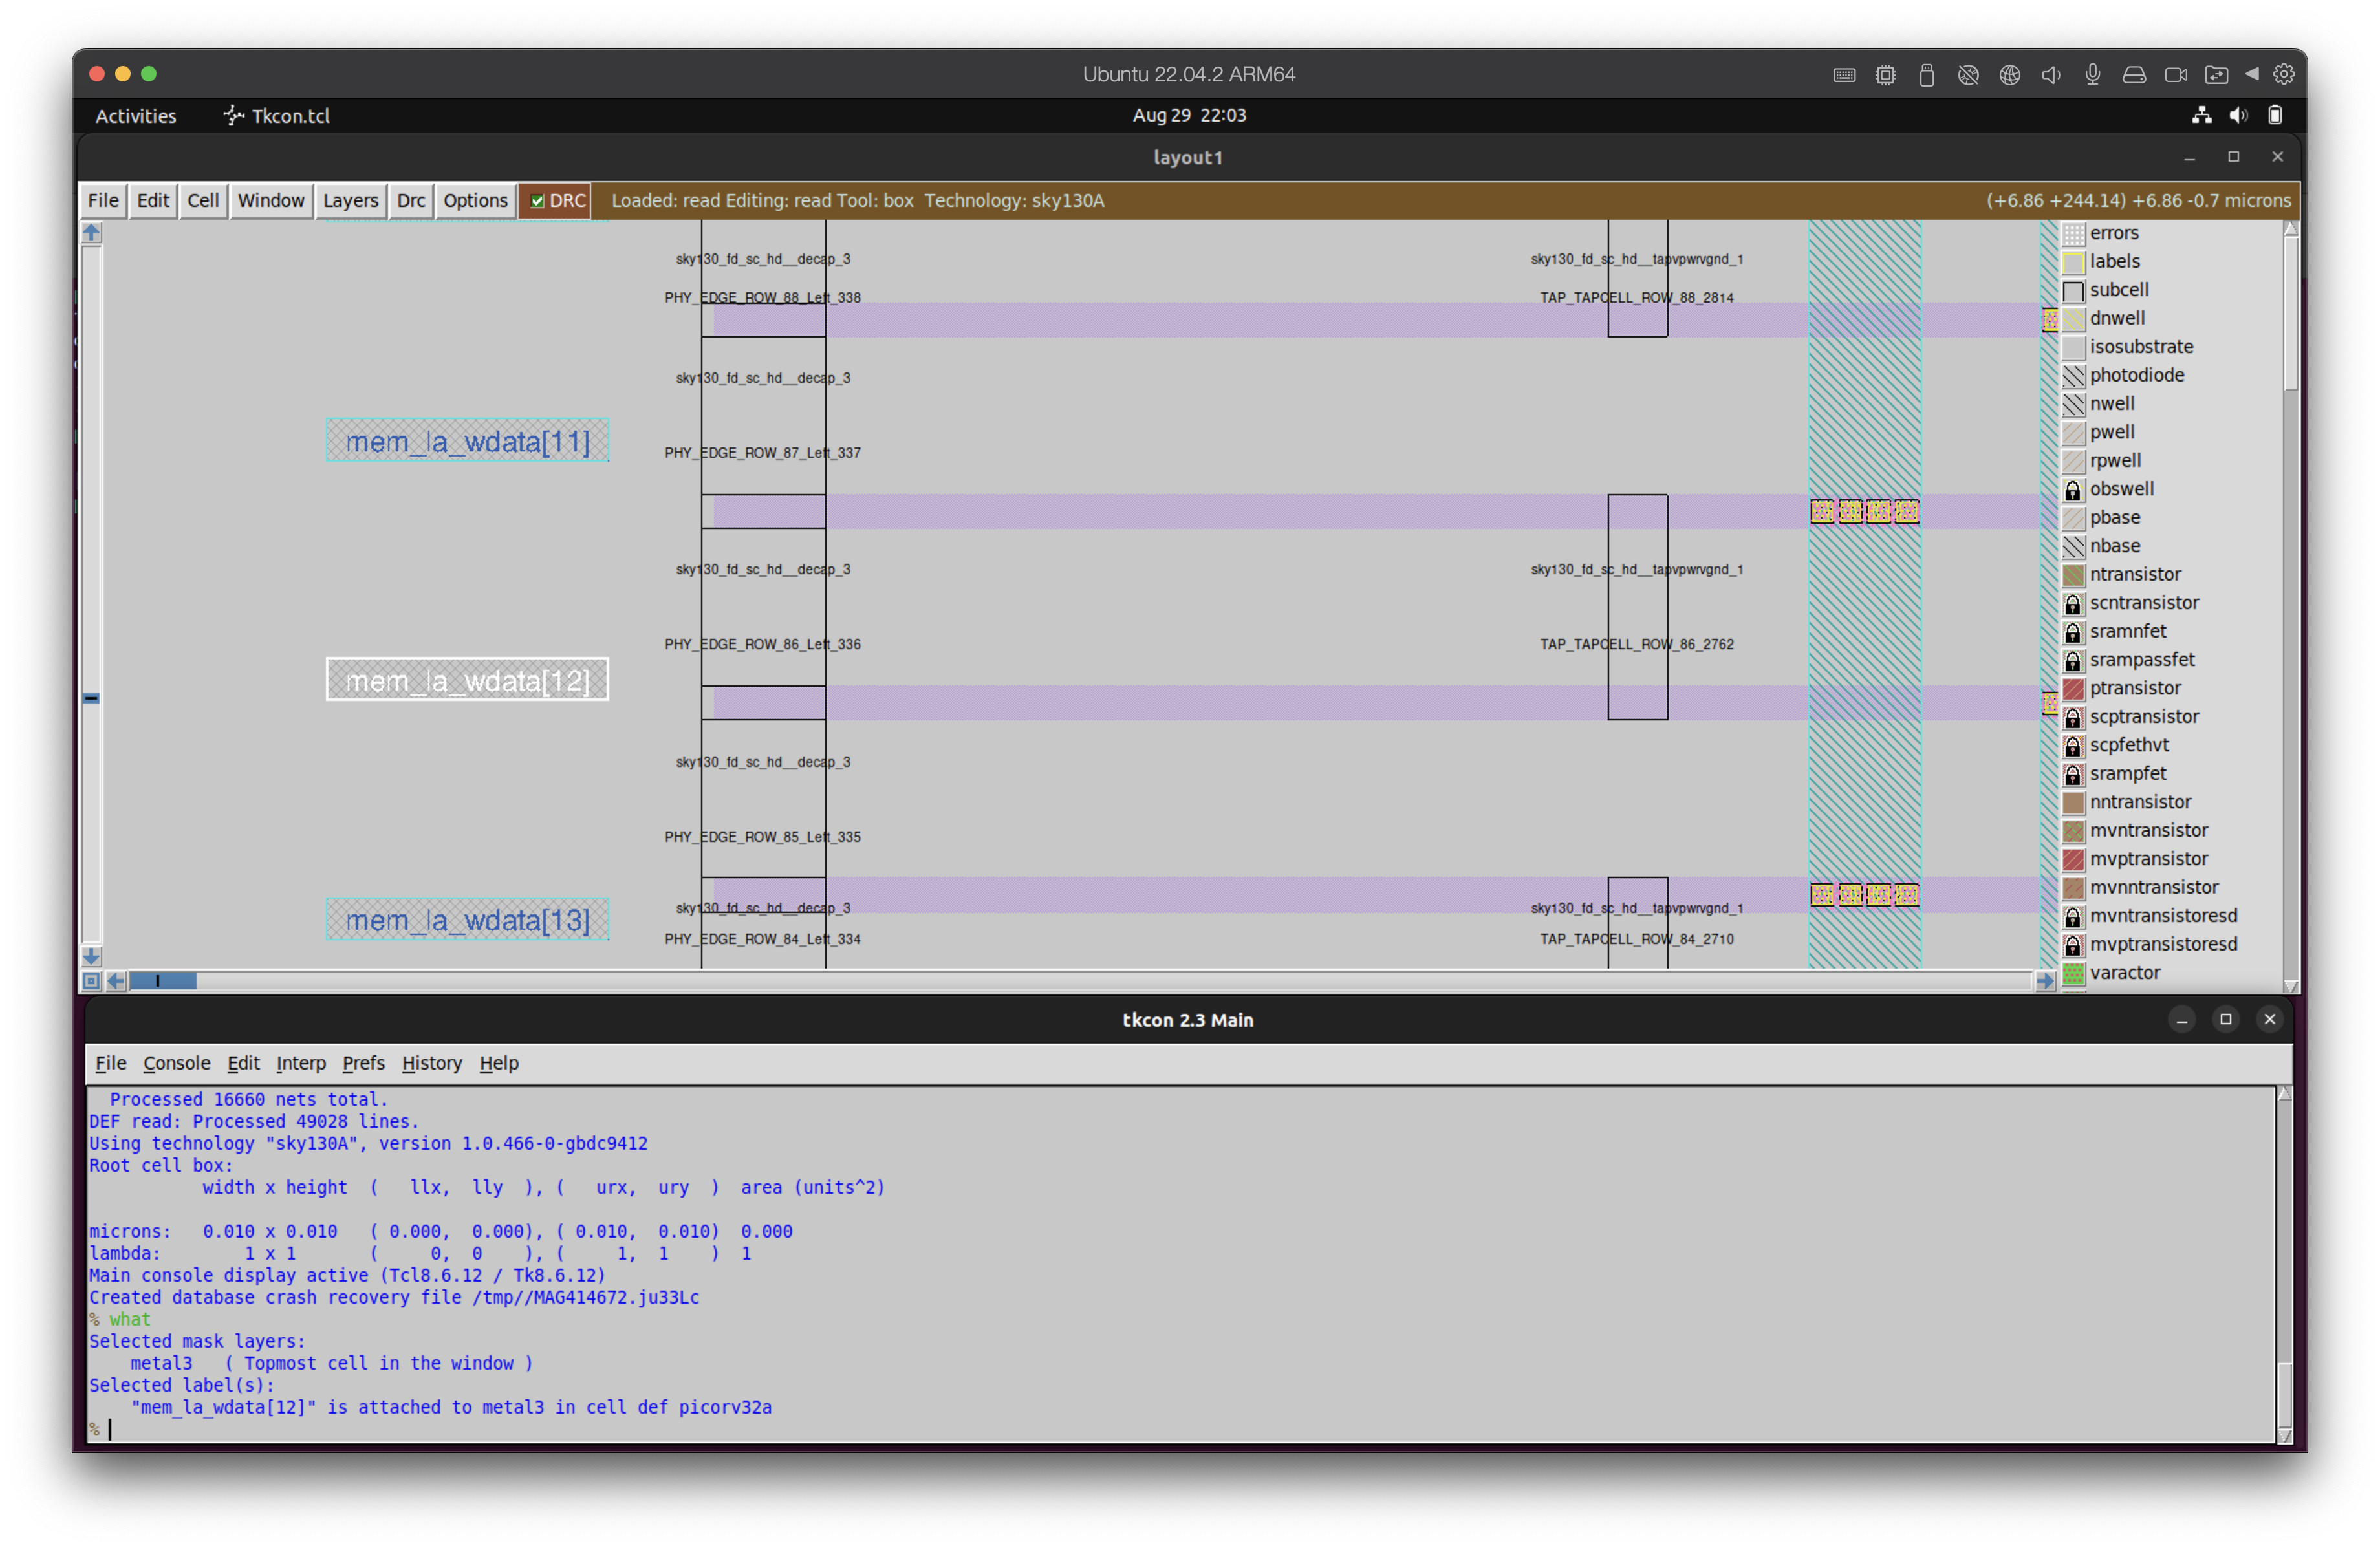 Ubuntu 22.04.2 ARM64
Activities Tkcon.tcl Aug 29 22:03
layout1
File Edit Cell Window Layers Drc Options DRC Loaded: read Editing: read Tool: box Technology: sky130A (+6.86 +244.14) +6.86 -0.7 microns
sky130_fd_sc_hd__decap_3 sky130_fd_sc_hd__tapvpwrvgnd_1
PHY_EDGE_ROW_88_Left_338 TAP_TAPCELL_ROW_88_2814
sky130_fd_sc_hd__decap_3
mem_la_wdata[11]
PHY_EDGE_ROW_87_Left_337
sky130_fd_sc_hd__decap_3 sky130_fd_sc_hd__tapvpwrvgnd_1
PHY_EDGE_ROW_86_Left_336 TAP_TAPCELL_ROW_86_2762
mem_la_wdata[12]
sky130_fd_sc_hd__decap_3
PHY_EDGE_ROW_85_Left_335
sky130_fd_sc_hd__decap_3 sky130_fd_sc_hd__tapvpwrvgnd_1
mem_la_wdata[13]
PHY_EDGE_ROW_84_Left_334 TAP_TAPCELL_ROW_84_2710
errors
labels
subcell
dnwell
isosubstrate
photodiode
nwell
pwell
rpwell
obswell
pbase
nbase
ntransistor
scntransistor
sramnfet
srampassfet
ptransistor
scptransistor
scpfethvt
srampfet
nntransistor
mvntransistor
mvptransistor
mvnntransistor
mvntransistoresd
mvptransistoresd
varactor
tkcon 2.3 Main
File Console Edit Interp Prefs History Help
Processed 16660 nets total.
DEF read: Processed 49028 lines.
Using technology "sky130A", version 1.0.466-0-gbdc9412
Root cell box:
width x height ( llx, lly ), ( urx, ury ) area (units^2)
microns: 0.010 x 0.010 ( 0.000, 0.000), ( 0.010, 0.010) 0.000
lambda: 1 x 1 ( 0, 0 ), ( 1, 1 ) 1
Main console display active (Tcl8.6.12 / Tk8.6.12)
Created database crash recovery file /tmp//MAG414672.ju33Lc
% what
Selected mask layers:
metal3 ( Topmost cell in the window )
Selected label(s):
"mem_la_wdata[12]" is attached to metal3 in cell def picorv32a
%